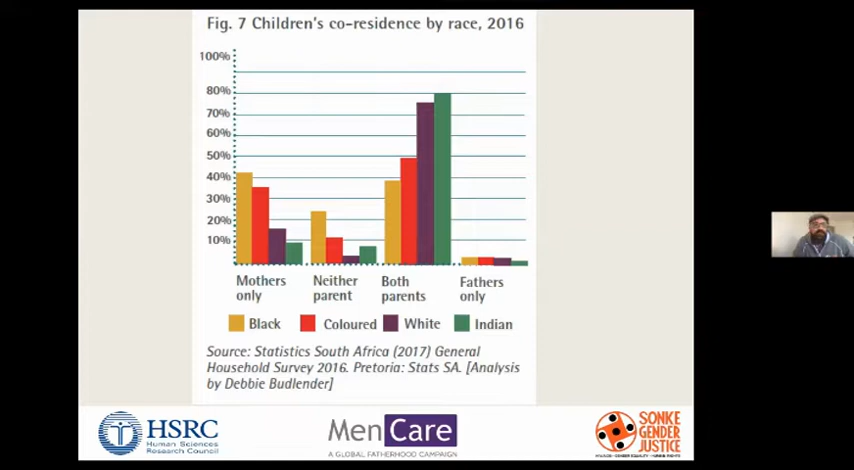 Fig. 7 Children's co-residence by race, 2016
100%
80%
70%
60%
50%
40%
30%
20%
10%
Mothers only
Neither parent
Both parents
Fathers only
Black
Coloured
White
Indian
Source: Statistics South Africa (2017) General
Household Survey 2016. Pretoria: Stats SA. [Analysis
by Debbie Budlender]
HSRC
Human Sciences
Research Council
MenCare
A GLOBAL FATHERHOOD CAMPAIGN
SONKE
GENDER
JUSTICE